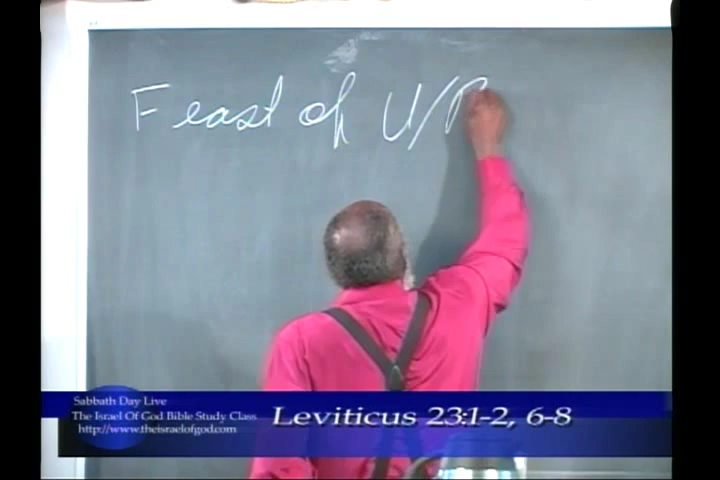 Feast of U/B
Sabbath Day Live
The Israel Of God Bible Study Class
http://www.theisraelofgod.com
Leviticus 23:1-2, 6-8